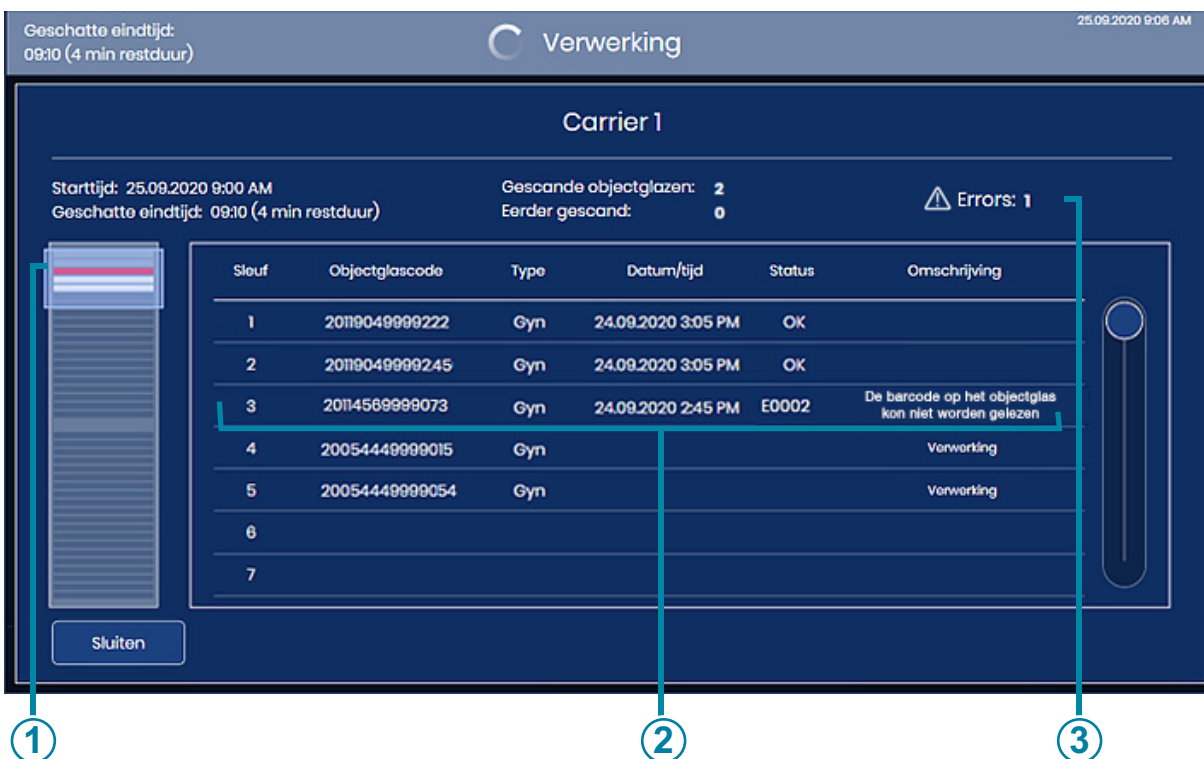 Geschatte eindtijd:
09:10 (4 min restduur)
Verwerking
25.09.2020 9:06 AM
Carrier 1
Starttijd: 25.09.2020 9:00 AM
Geschatte eindtijd: 09:10 (4 min restduur)
Gescande objectglazen: 2
Eerder gescand: 0
Errors: 1
Sleuf Objectglascode Type Datum/tijd Status Omschrijving
1 20119049999222 Gyn 24.09.2020 3:05 PM OK
2 20119049999245 Gyn 24.09.2020 3:05 PM OK
3 20114569999073 Gyn 24.09.2020 2:45 PM E0002 De barcode op het objectglas
kon niet worden gelezen
4 20054449999015 Gyn Verwerking
5 20054449999054 Gyn Verwerking
6
7
Sluiten
1 2 3